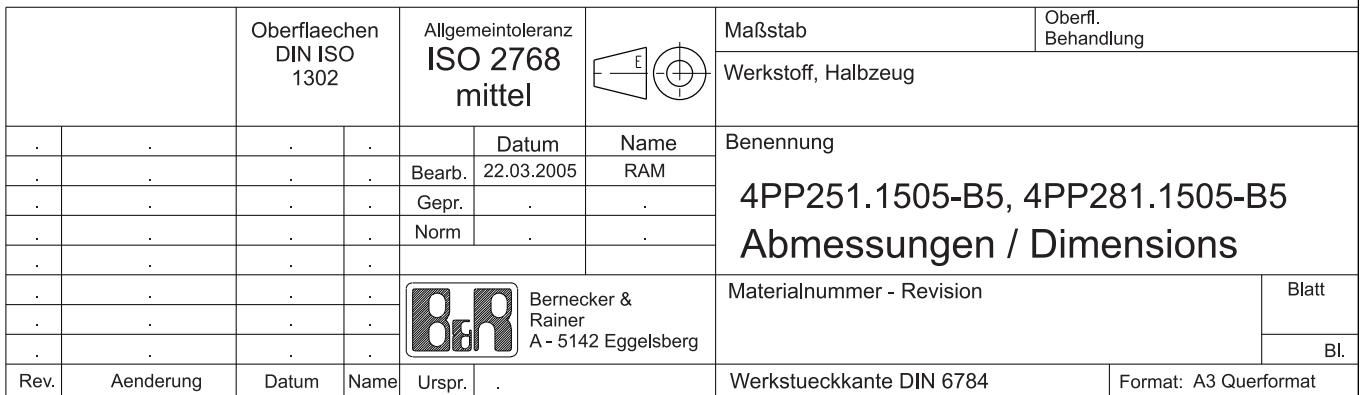 Oberflaechen
DIN ISO
1302
Allgemeintoleranz
ISO 2768
mittel
E
Maßstab
Oberfl.
Behandlung
Werkstoff, Halbzeug
. . . . Datum Name
. . . . Bearb. 22.03.2005 RAM
. . . . Gepr. . .
. . . . Norm . .
. . . .
Benennung
4PP251.1505-B5, 4PP281.1505-B5
Abmessungen / Dimensions
. . . .
. . . .
. . . .
B&R
Bernecker &
Rainer
A - 5142 Eggelsberg
Materialnummer - Revision
Blatt
Bl.
Rev. Aenderung Datum Name Urspr. .
Werkstueckkante DIN 6784
Format: A3 Querformat